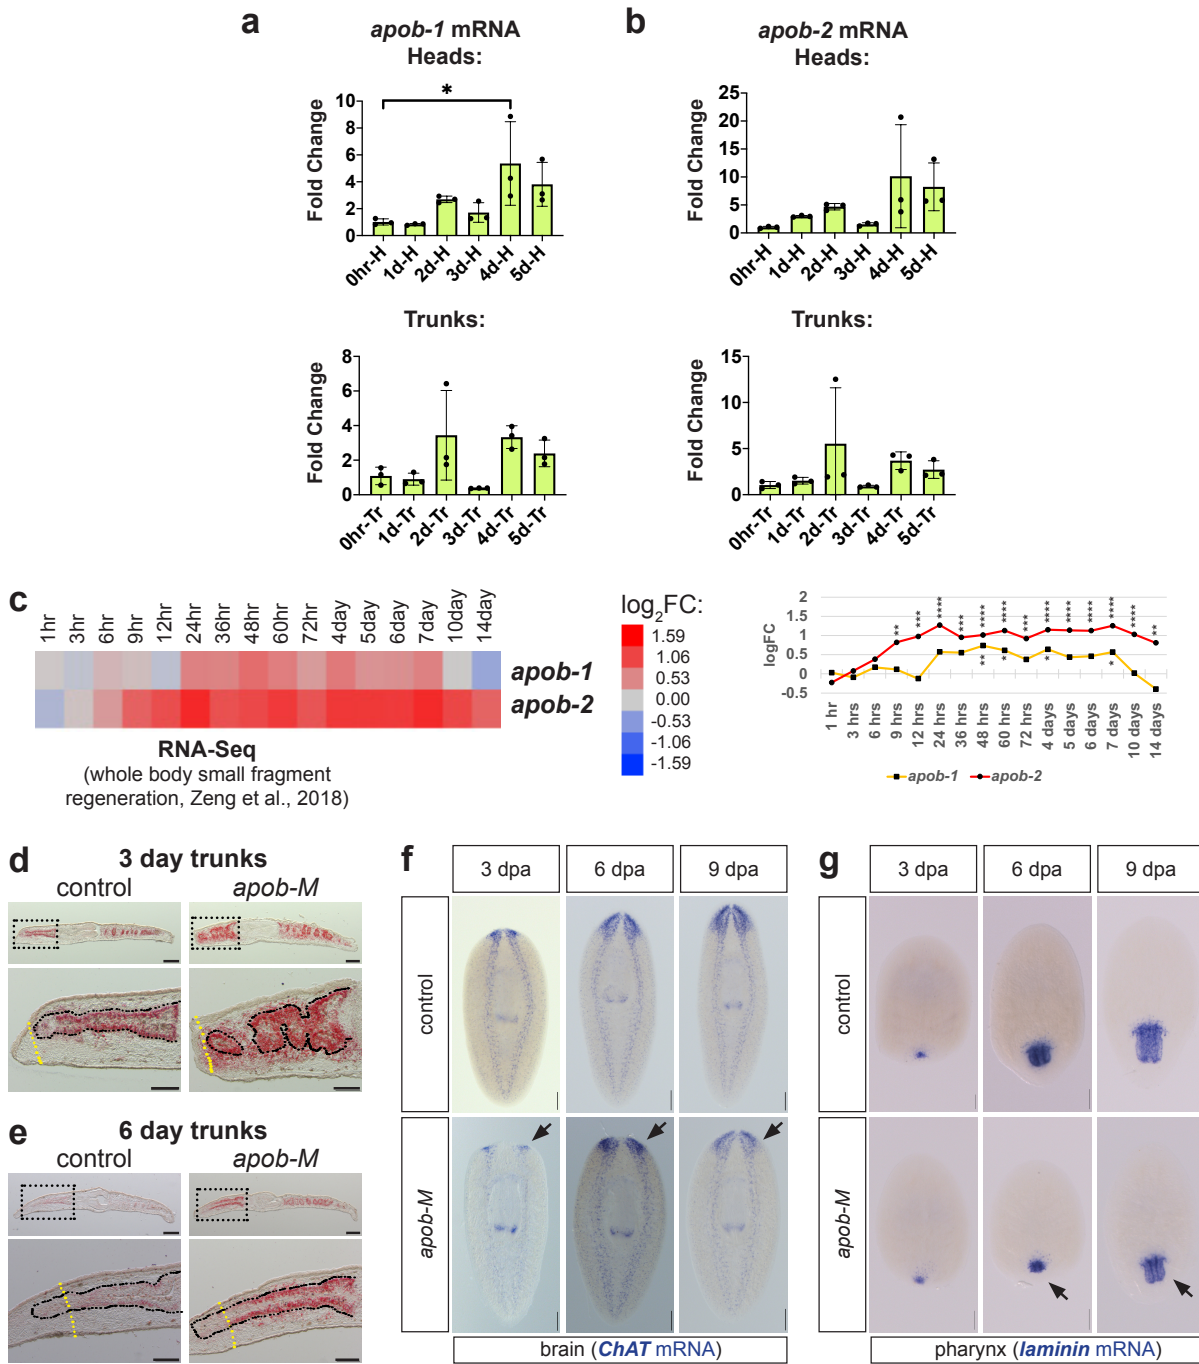 a
apob-1 mRNA
Heads:
Fold Change
10
8
6
4
2
0
*
0hr-H
1d-H
2d-H
3d-H
4d-H
5d-H
Trunks:
Fold Change
8
6
4
2
0
0hr-Tr
1d-Tr
2d-Tr
3d-Tr
4d-Tr
5d-Tr
b
apob-2 mRNA
Heads:
Fold Change
25
20
15
10
5
0
0hr-H
1d-H
2d-H
3d-H
4d-H
5d-H
Trunks:
Fold Change
15
10
5
0
0hr-Tr
1d-Tr
2d-Tr
3d-Tr
4d-Tr
5d-Tr
c
1hr
3hr
6hr
9hr
12hr
24hr
36hr
48hr
60hr
72hr
4day
5day
6day
7day
10day
14day
apob-1
apob-2
RNA-Seq
(whole body small fragment
regeneration, Zeng et al., 2018)
log2FC:
1.59
1.06
0.53
0.00
-0.53
-1.06
-1.59
logFC
2
1.5
1
0.5
0
-0.5
** **** **** *** **** **** *** **** **** **** **** **** **
** * * *
1 hr
3 hrs
6 hrs
9 hrs
12 hrs
24 hrs
36 hrs
48 hrs
60 hrs
72 hrs
4 days
5 days
6 days
7 days
10 days
14 days
apob-1
apob-2
d
3 day trunks
control
apob-M
e
6 day trunks
control
apob-M
f
3 dpa
6 dpa
9 dpa
control
apob-M
brain (ChAT mRNA)
g
3 dpa
6 dpa
9 dpa
control
apob-M
pharynx (laminin mRNA)